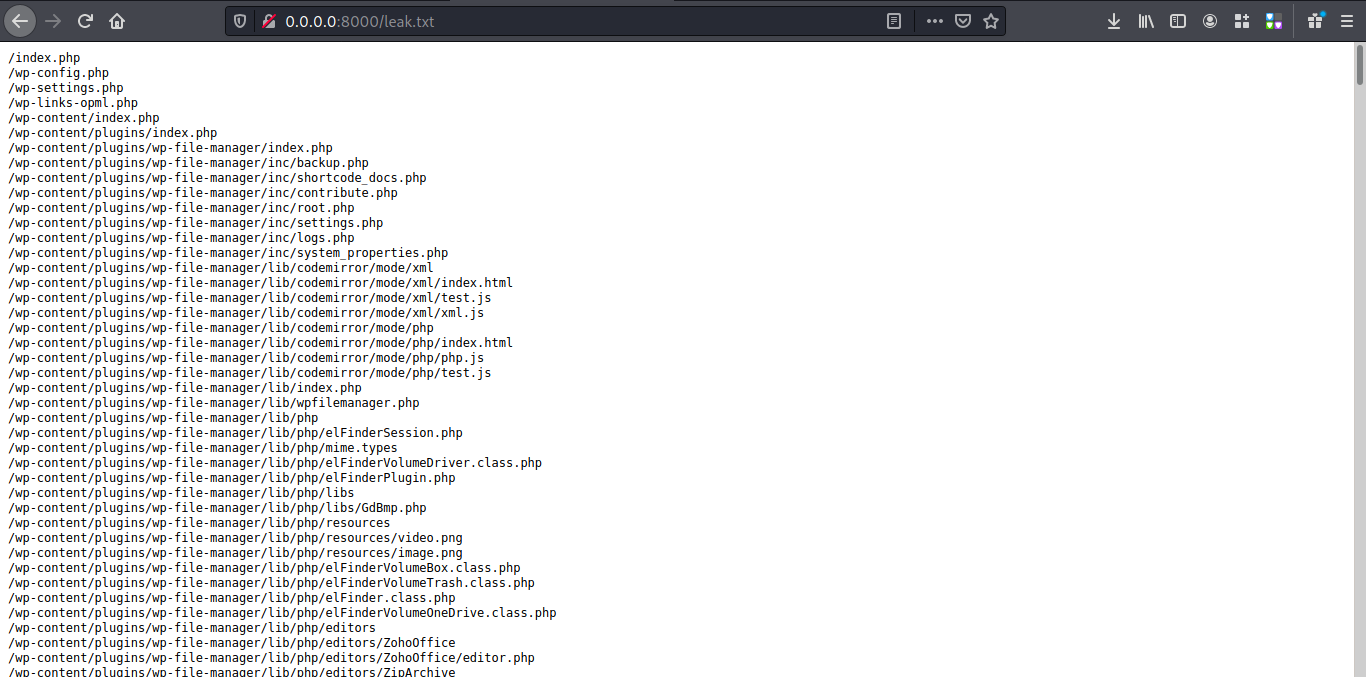 0.0.0.0:8000/leak.txt
/index.php
/wp-config.php
/wp-settings.php
/wp-links-opml.php
/wp-content/index.php
/wp-content/plugins/index.php
/wp-content/plugins/wp-file-manager/index.php
/wp-content/plugins/wp-file-manager/inc/backup.php
/wp-content/plugins/wp-file-manager/inc/shortcode_docs.php
/wp-content/plugins/wp-file-manager/inc/contribute.php
/wp-content/plugins/wp-file-manager/inc/root.php
/wp-content/plugins/wp-file-manager/inc/settings.php
/wp-content/plugins/wp-file-manager/inc/logs.php
/wp-content/plugins/wp-file-manager/inc/system_properties.php
/wp-content/plugins/wp-file-manager/lib/codemirror/mode/xml
/wp-content/plugins/wp-file-manager/lib/codemirror/mode/xml/index.html
/wp-content/plugins/wp-file-manager/lib/codemirror/mode/xml/test.js
/wp-content/plugins/wp-file-manager/lib/codemirror/mode/xml/xml.js
/wp-content/plugins/wp-file-manager/lib/codemirror/mode/php
/wp-content/plugins/wp-file-manager/lib/codemirror/mode/php/index.html
/wp-content/plugins/wp-file-manager/lib/codemirror/mode/php/php.js
/wp-content/plugins/wp-file-manager/lib/codemirror/mode/php/test.js
/wp-content/plugins/wp-file-manager/lib/index.php
/wp-content/plugins/wp-file-manager/lib/wpfilemanager.php
/wp-content/plugins/wp-file-manager/lib/php
/wp-content/plugins/wp-file-manager/lib/php/elFinderSession.php
/wp-content/plugins/wp-file-manager/lib/php/mime.types
/wp-content/plugins/wp-file-manager/lib/php/elFinderVolumeDriver.class.php
/wp-content/plugins/wp-file-manager/lib/php/elFinderPlugin.php
/wp-content/plugins/wp-file-manager/lib/php/libs
/wp-content/plugins/wp-file-manager/lib/php/libs/GdBmp.php
/wp-content/plugins/wp-file-manager/lib/php/resources
/wp-content/plugins/wp-file-manager/lib/php/resources/video.png
/wp-content/plugins/wp-file-manager/lib/php/resources/image.png
/wp-content/plugins/wp-file-manager/lib/php/elFinderVolumeBox.class.php
/wp-content/plugins/wp-file-manager/lib/php/elFinderVolumeTrash.class.php
/wp-content/plugins/wp-file-manager/lib/php/elFinder.class.php
/wp-content/plugins/wp-file-manager/lib/php/elFinderVolumeOneDrive.class.php
/wp-content/plugins/wp-file-manager/lib/php/editors
/wp-content/plugins/wp-file-manager/lib/php/editors/ZohoOffice
/wp-content/plugins/wp-file-manager/lib/php/editors/ZohoOffice/editor.php
/wp-content/plugins/wp-file-manager/lib/php/editors/ZipArchive